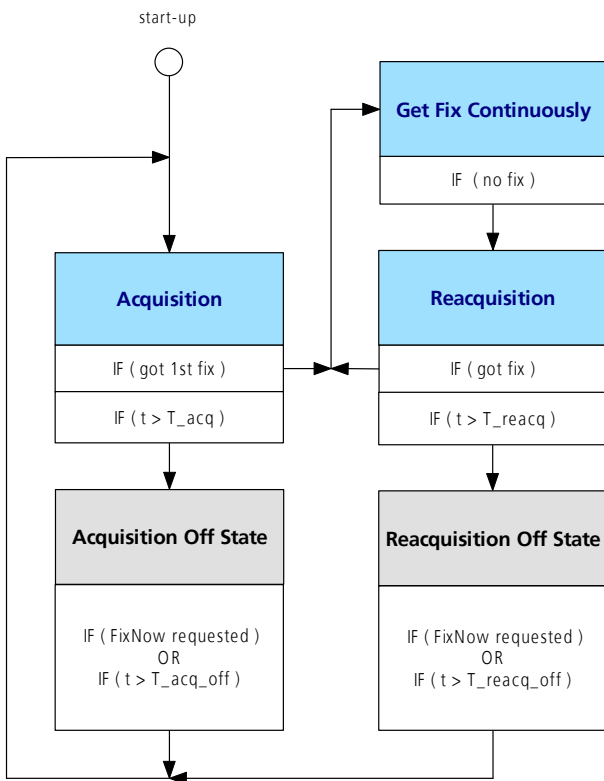 start-up
Get Fix Continuously
IF ( no fix )
Acquisition
IF ( got 1st fix )
IF ( t > T_acq )
Reacquisition
IF ( got fix )
IF ( t > T_reacq )
Acquisition Off State
IF ( FixNow requested )
OR
IF ( t > T_acq_off )
Reacquisition Off State
IF ( FixNow requested )
OR
IF ( t > T_reacq_off )